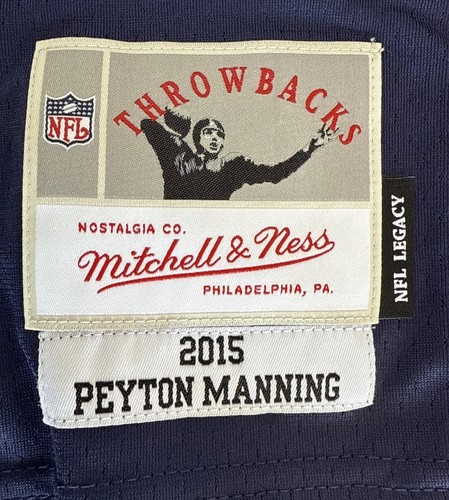 THROWBACKS
NFL
NOSTALGIA CO.
Mitchell & Ness
PHILADELPHIA, PA.
NFL LEGACY
2015
PEYTON MANNING